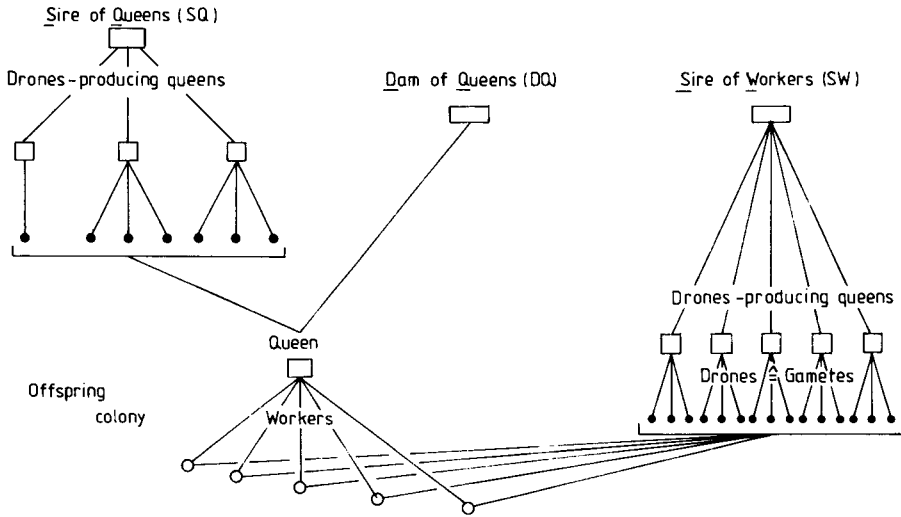 Sire of Queens (SQ)
Drones-producing queens
Dam of Queens (DQ)
Sire of Workers (SW)
Drones-producing queens
Drones ≙ Gametes
Queen
Offspring
colony
Workers